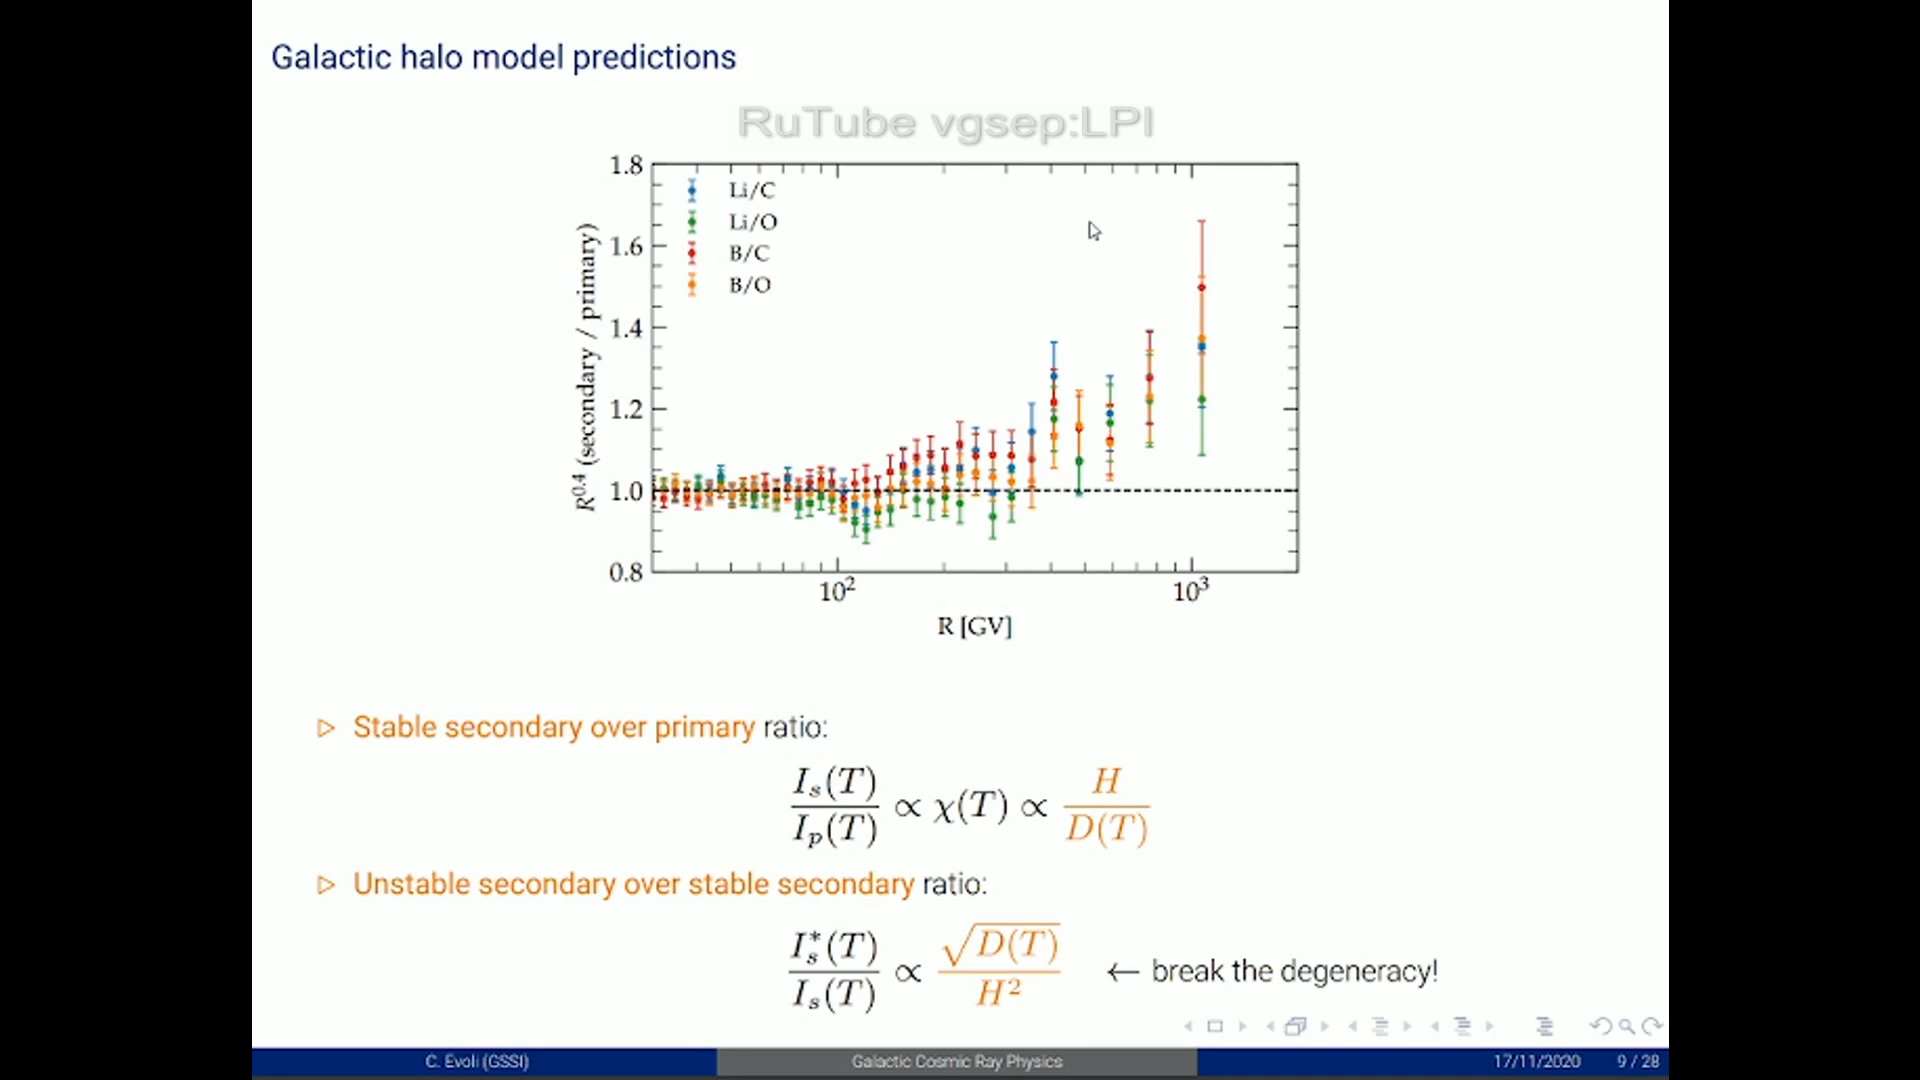 Galactic halo model predictions
RuTube vgsep:LPI
1.8
1.6
1.4
1.2
1.0
0.8
R^0.4 (secondary / primary)
Li/C
Li/O
B/C
B/O
10^2
10^3
R [GV]
▷ Stable secondary over primary ratio:
I_s(T)/I_p(T) ∝ χ(T) ∝ H/D(T)
▷ Unstable secondary over stable secondary ratio:
I_s^*(T)/I_s(T) ∝ √D(T)/H^2 ← break the degeneracy!
C. Evoli (GSSI) Galactic Cosmic Ray Physics 17/11/2020 9 / 28